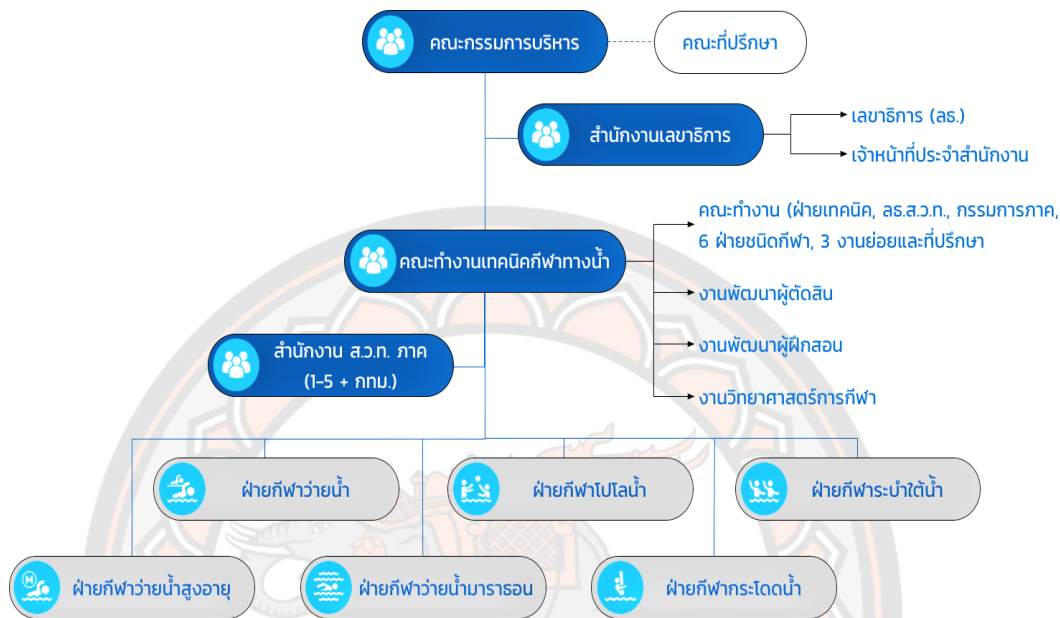 คณะกรรมการบริหาร
คณะที่ปรึกษา
สำนักงานเลขาธิการ
เลขาธิการ (ลธ.)
เจ้าหน้าที่ประจำสำนักงาน
คณะทำงานเทคนิคกีฬาทางน้ำ
คณะทำงาน (ฝ่ายเทคนิค, ลธ.ส.ว.ท., กรรมการภาค,
6 ฝ่ายชนิดกีฬา, 3 งานย่อยและที่ปรึกษา
งานพัฒนาผู้ตัดสิน
งานพัฒนาผู้ฝึกสอน
งานวิทยาศาสตร์การกีฬา
สำนักงาน ส.ว.ท. ภาค
(1-5 + กทม.)
ฝ่ายกีฬาว่ายน้ำ
ฝ่ายกีฬาโปโลน้ำ
ฝ่ายกีฬาระบำใต้น้ำ
M
ฝ่ายกีฬาว่ายน้ำสูงอายุ
ฝ่ายกีฬาว่ายน้ำมาราธอน
ฝ่ายกีฬากระโดดน้ำ